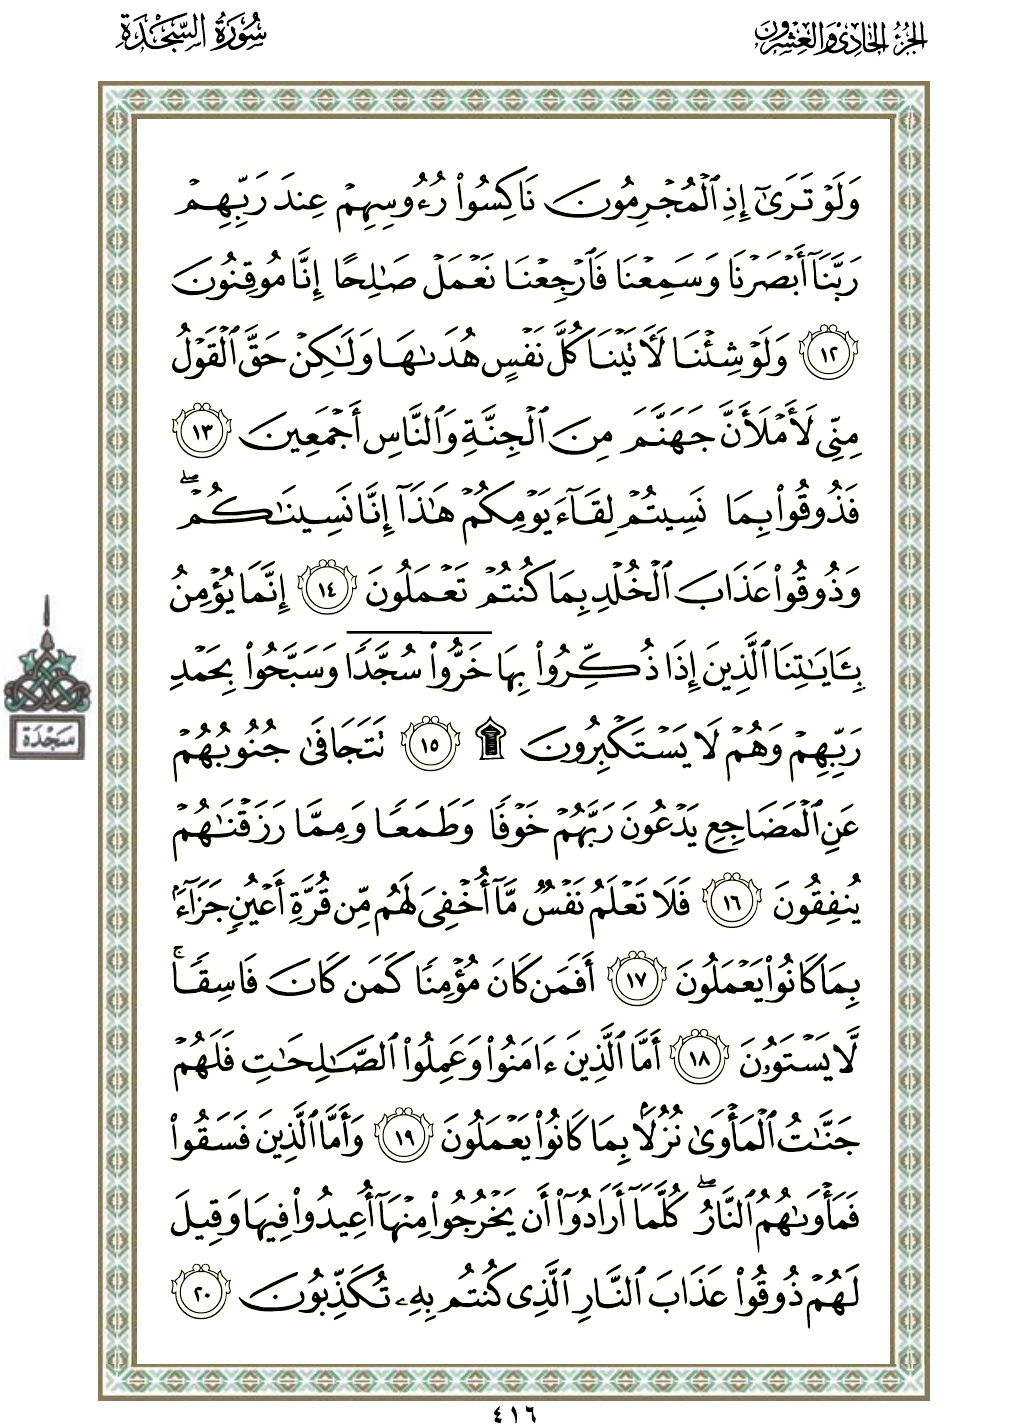 الجزء الحادي والعشرون
سورة السجدة
وَلَوْ تَرَىٰٓ إِذِ ٱلْمُجْرِمُونَ نَاكِسُوا۟ رُءُوسِهِمْ عِندَ رَبِّهِمْ
رَبَّنَآ أَبْصَرْنَا وَسَمِعْنَا فَٱرْجِعْنَا نَعْمَلْ صَـٰلِحًا إِنَّا مُوقِنُونَ
١٢ وَلَوْ شِئْنَا لَـَٔاتَيْنَا كُلَّ نَفْسٍ هُدَىٰهَا وَلَـٰكِنْ حَقَّ ٱلْقَوْلُ
مِنِّى لَأَمْلَأَنَّ جَهَنَّمَ مِنَ ٱلْجِنَّةِ وَٱلنَّاسِ أَجْمَعِينَ ١٣
فَذُوقُوا۟ بِمَا نَسِيتُمْ لِقَآءَ يَوْمِكُمْ هَـٰذَآ إِنَّا نَسِينَـٰكُمْ ۖ
وَذُوقُوا۟ عَذَابَ ٱلْخُلْدِ بِمَا كُنتُمْ تَعْمَلُونَ ١٤ إِنَّمَا يُؤْمِنُ
بِـَٔايَـٰتِنَا ٱلَّذِينَ إِذَا ذُكِّرُوا۟ بِهَا خَرُّوا۟ سُجَّدًا وَسَبَّحُوا۟ بِحَمْدِ
رَبِّهِمْ وَهُمْ لَا يَسْتَكْبِرُونَ ۩ ١٥ تَتَجَافَىٰ جُنُوبُهُمْ
سجدة
عَنِ ٱلْمَضَاجِعِ يَدْعُونَ رَبَّهُمْ خَوْفًا وَطَمَعًا وَمِمَّا رَزَقْنَـٰهُمْ
يُنفِقُونَ ١٦ فَلَا تَعْلَمُ نَفْسٌ مَّآ أُخْفِىَ لَهُم مِّن قُرَّةِ أَعْيُنٍ جَزَآءًۢ
بِمَا كَانُوا۟ يَعْمَلُونَ ١٧ أَفَمَن كَانَ مُؤْمِنًا كَمَن كَانَ فَاسِقًا ۚ
لَّا يَسْتَوُۥنَ ١٨ أَمَّا ٱلَّذِينَ ءَامَنُوا۟ وَعَمِلُوا۟ ٱلصَّـٰلِحَـٰتِ فَلَهُمْ
جَنَّـٰتُ ٱلْمَأْوَىٰ نُزُلًۢا بِمَا كَانُوا۟ يَعْمَلُونَ ١٩ وَأَمَّا ٱلَّذِينَ فَسَقُوا۟
فَمَأْوَىٰهُمُ ٱلنَّارُ ۖ كُلَّمَآ أَرَادُوٓا۟ أَن يَخْرُجُوا۟ مِنْهَآ أُعِيدُوا۟ فِيهَا وَقِيلَ
لَهُمْ ذُوقُوا۟ عَذَابَ ٱلنَّارِ ٱلَّذِى كُنتُم بِهِۦ تُكَذِّبُونَ ٢٠
٤١٦